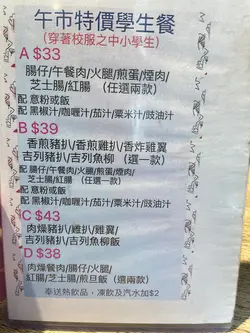 午市特價學生餐
(穿著校服之中小學生)
A $33
腸仔/午餐肉/火腿/煎蛋/煙肉/
芝士腸/紅腸 (任選兩款)
配 意粉或飯
配 黑椒汁/咖喱汁/茄汁/粟米汁/豉油汁
B $39
香煎豬扒/香煎雞扒/香炸雞翼
吉列豬扒/吉列魚柳 (選一款)
配 腸仔/午餐肉/火腿/煎蛋/煙肉/
芝士腸/紅腸 (任選一款)
配 意粉或飯
配 黑椒汁/咖喱汁/茄汁/粟米汁/豉油汁
C $43
肉燥豬扒/雞扒/雞翼/
吉列豬扒/吉列魚柳飯
D $38
肉燥餐肉/腸仔/火腿/
紅腸/芝士腸/煎旦飯(任選兩款)
奉送熱飲品，凍飲及汽水加$2